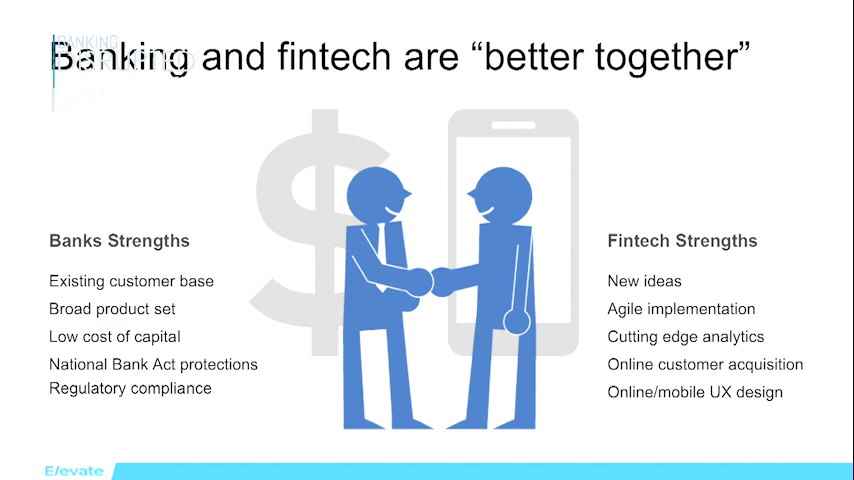 BANKING
DISRUPTED
Banking and fintech are “better together”
Banks Strengths
Existing customer base
Broad product set
Low cost of capital
National Bank Act protections
Regulatory compliance
Fintech Strengths
New ideas
Agile implementation
Cutting edge analytics
Online customer acquisition
Online/mobile UX design
Elevate